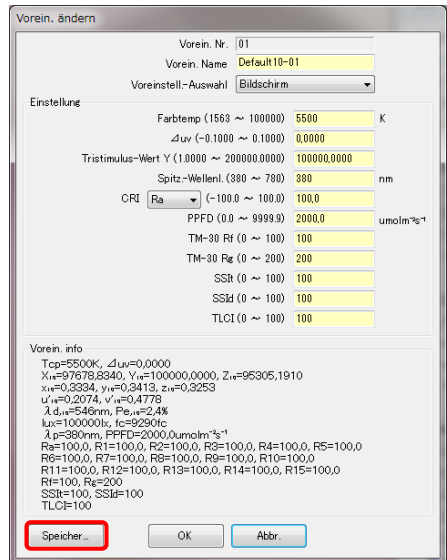 Vorein. ändern
Vorein. Nr. 01
Vorein. Name Default10-01
Voreinstell.-Auswahl Bildschirm
Einstellung
Farbtemp (1563 ~ 100000) 5500 K
⊿uv (-0.1000 ~ 0.1000) 0,0000
Tristimulus-Wert Y (1.0000 ~ 200000.0000) 100000,0000
Spitz.-Wellenl. (380 ~ 780) 380 nm
CRI Ra (-100.0 ~ 100.0) 100,0
PPFD (0.0 ~ 9999.9) 2000,0 umolm⁻²s⁻¹
TM-30 Rf (0 ~ 100) 100
TM-30 Rg (0 ~ 200) 200
SSIt (0 ~ 100) 100
SSId (0 ~ 100) 100
TLCI (0 ~ 100) 100
Vorein. info
Tcp=5500K, ⊿uv=0,0000
X₁₀=97678,8340, Y₁₀=100000,0000, Z₁₀=95305,1910
x₁₀=0,3334, y₁₀=0,3413, z₁₀=0,3253
u'₁₀=0,2074, v'₁₀=0,4778
λd,₁₀=546nm, Pe,₁₀=2,4%
lux=100000lx, fc=9290fc
λp=380nm, PPFD=2000,0umolm⁻²s⁻¹
Ra=100,0, R1=100,0, R2=100,0, R3=100,0, R4=100,0, R5=100,0
R6=100,0, R7=100,0, R8=100,0, R9=100,0, R10=100,0
R11=100,0, R12=100,0, R13=100,0, R14=100,0, R15=100,0
Rf=100, Rg=200
SSIt=100, SSId=100
TLCI=100
Speicher... OK Abbr.